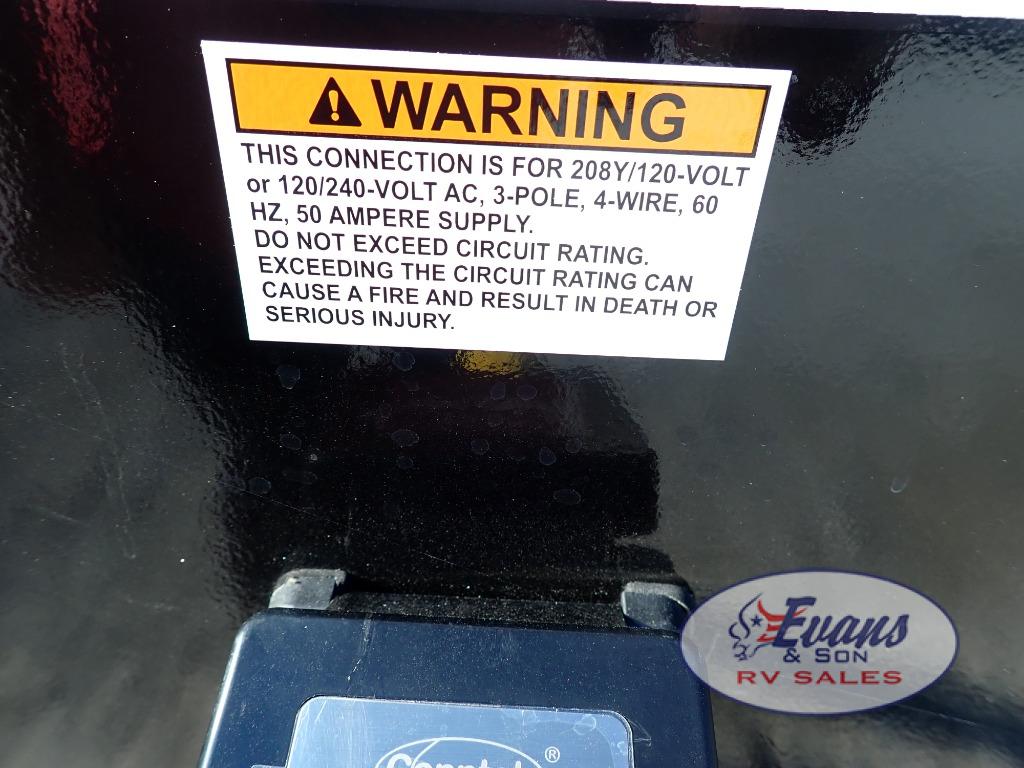 WARNING
THIS CONNECTION IS FOR 208Y/120-VOLT
or 120/240-VOLT AC, 3-POLE, 4-WIRE, 60
HZ, 50 AMPERE SUPPLY.
DO NOT EXCEED CIRCUIT RATING.
EXCEEDING THE CIRCUIT RATING CAN
CAUSE A FIRE AND RESULT IN DEATH OR
SERIOUS INJURY.
Evans
& SON
RV SALES
®